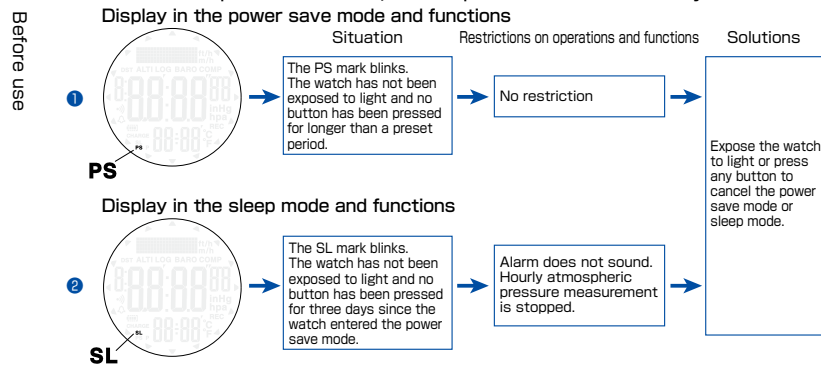 Before use
Display in the power save mode and functions
Situation
Restrictions on operations and functions
Solutions
❶
PS
PS
The PS mark blinks.
The watch has not been
exposed to light and no
button has been pressed
for longer than a preset
period.
No restriction
Expose the watch
to light or press
any button to
cancel the power
save mode or
sleep mode.
Display in the sleep mode and functions
❷
SL
SL
The SL mark blinks.
The watch has not been
exposed to light and no
button has been pressed
for three days since the
watch entered the power
save mode.
Alarm does not sound.
Hourly atmospheric
pressure measurement
is stopped.